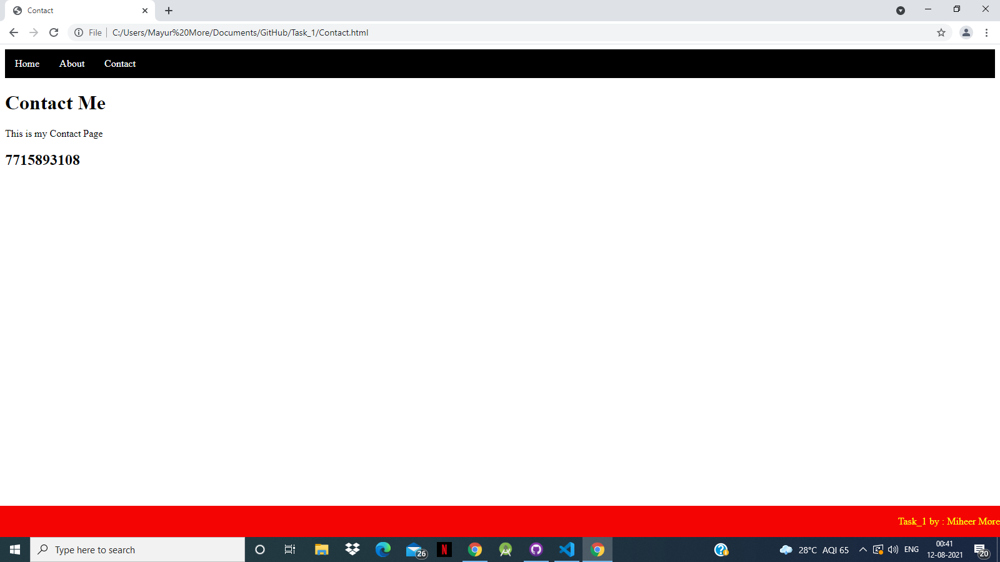 Contact
File
C:/Users/Mayur%20More/Documents/GitHub/Task_1/Contact.html
Home About Contact
Contact Me
This is my Contact Page
7715893108
Task_1 by : Miheer More
Type here to search
26
N
28°C AQI 65
ENG
00:41
12-08-2021
20